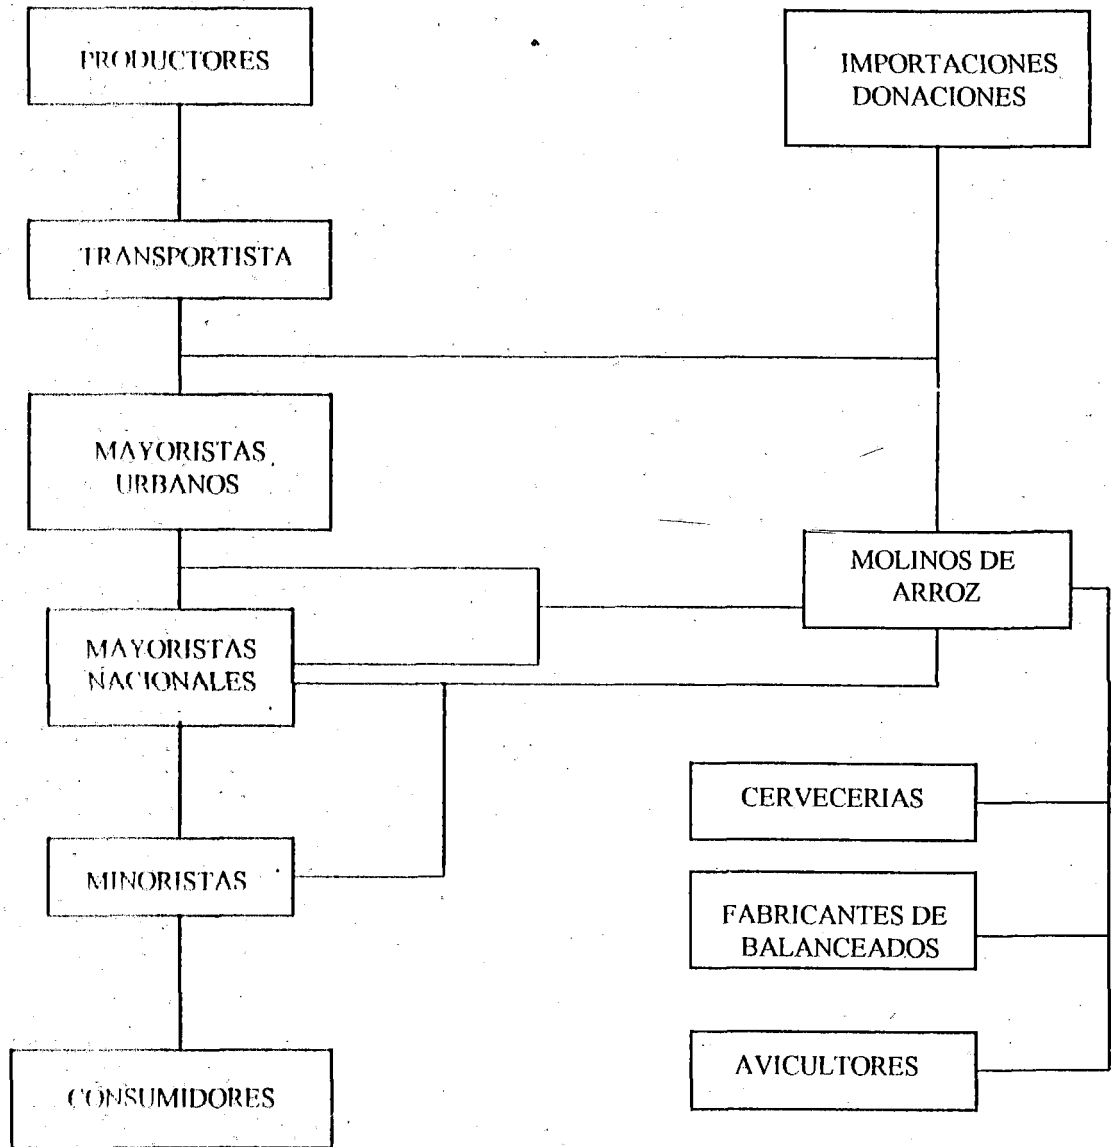 PRODUCTORES
IMPORTACIONES
DONACIONES
TRANSPORTISTA
MAYORISTAS
URBANOS
MOLINOS DE
ARROZ
MAYORISTAS
NACIONALES
CERVECERIAS
MINORISTAS
FABRICANTES DE
BALANCEADOS
AVICULTORES
CONSUMIDORES